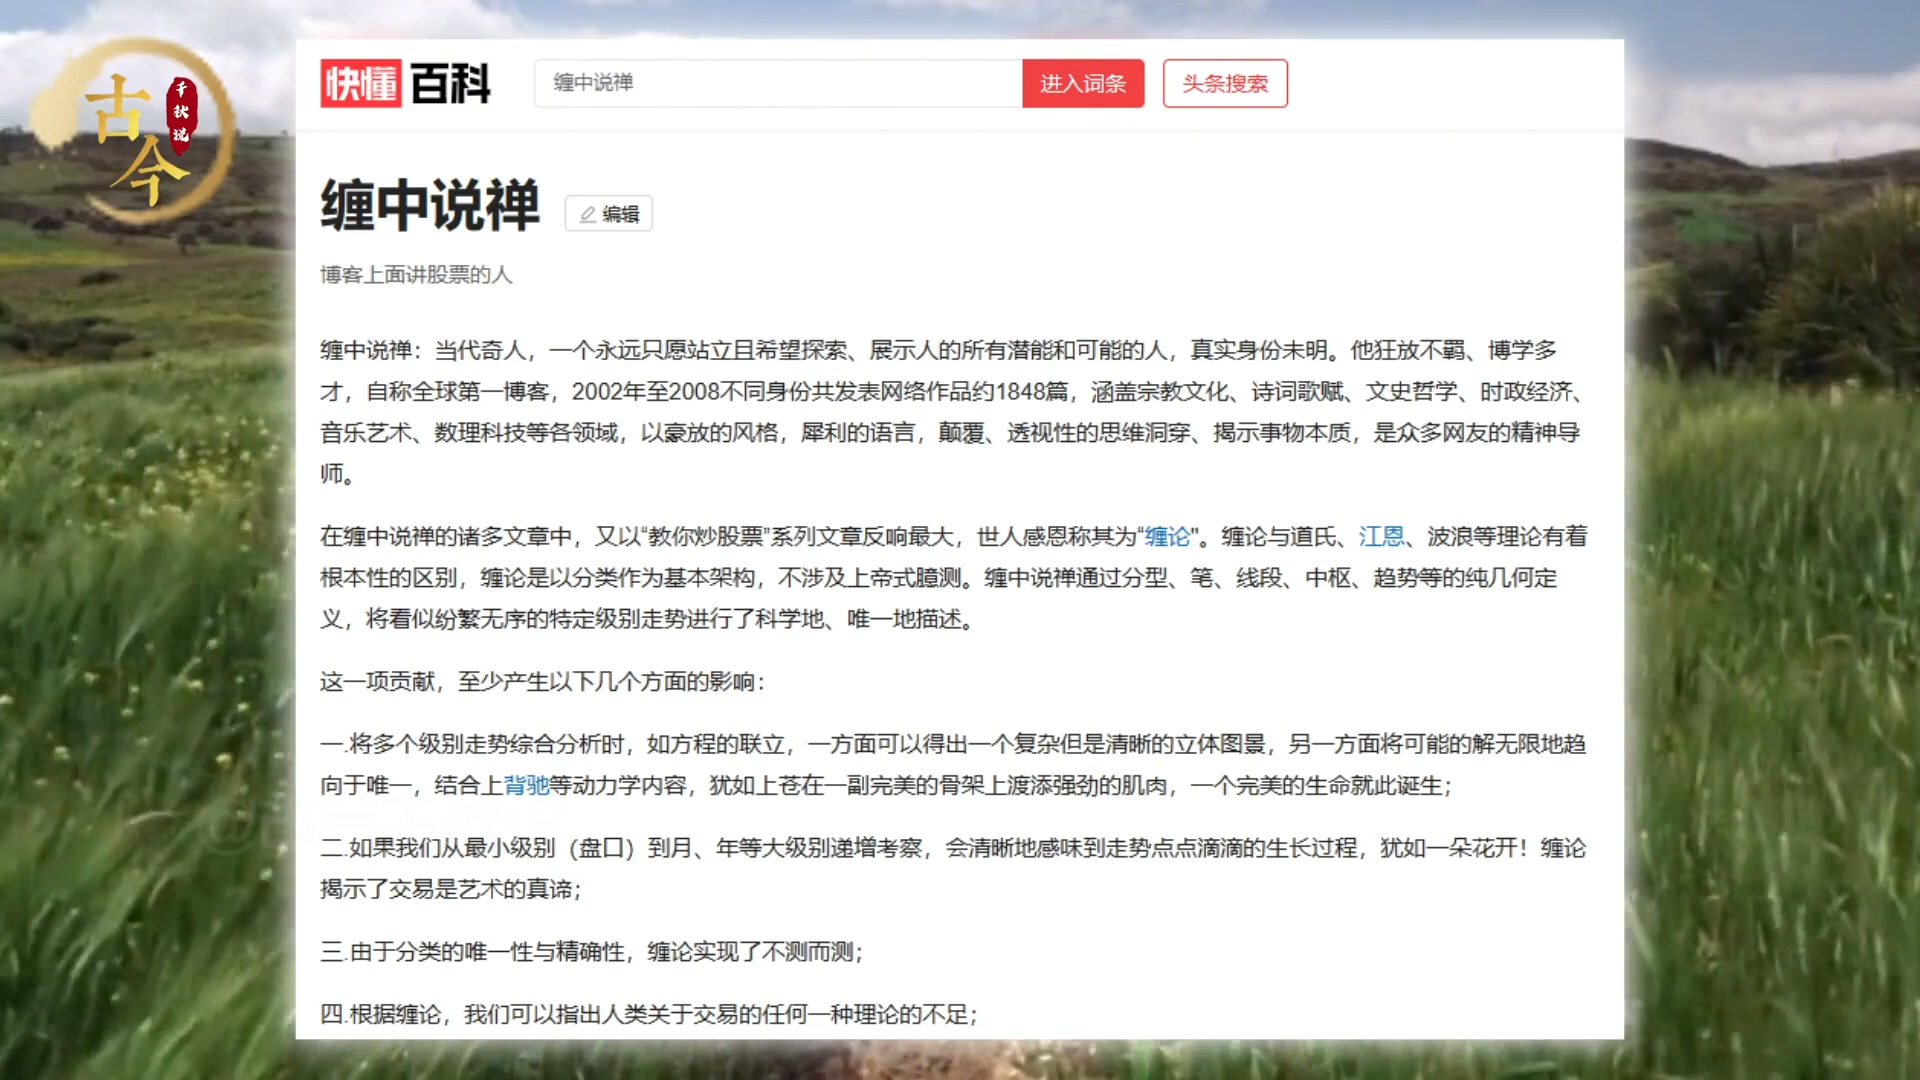 古今
千秋说
快懂百科
缠中说禅
进入词条
头条搜索
缠中说禅
编辑
博客上面讲股票的人
缠中说禅：当代奇人，一个永远只愿站立且希望探索、展示人的所有潜能和可能的人，真实身份未明。他狂放不羁、博学多
才，自称全球第一博客，2002年至2008不同身份共发表网络作品约1848篇，涵盖宗教文化、诗词歌赋、文史哲学、时政经济、
音乐艺术、数理科技等各领域，以豪放的风格，犀利的语言，颠覆、透视性的思维洞穿、揭示事物本质，是众多网友的精神导
师。
在缠中说禅的诸多文章中，又以“教你炒股票”系列文章反响最大，世人感恩称其为“缠论"。缠论与道氏、江恩、波浪等理论有着
根本性的区别，缠论是以分类作为基本架构，不涉及上帝式臆测。缠中说禅通过分型、笔、线段、中枢、趋势等的纯几何定
义，将看似纷繁无序的特定级别走势进行了科学地、唯一地描述。
这一项贡献，至少产生以下几个方面的影响：
一.将多个级别走势综合分析时，如方程的联立，一方面可以得出一个复杂但是清晰的立体图景，另一方面将可能的解无限地趋
向于唯一，结合上背驰等动力学内容，犹如上苍在一副完美的骨架上渡添强劲的肌肉，一个完美的生命就此诞生；
二.如果我们从最小级别（盘口）到月、年等大级别递增考察，会清晰地感味到走势点点滴滴的生长过程，犹如一朵花开！缠论
揭示了交易是艺术的真谛；
三.由于分类的唯一性与精确性，缠论实现了不测而测；
四.根据缠论，我们可以指出人类关于交易的任何一种理论的不足；